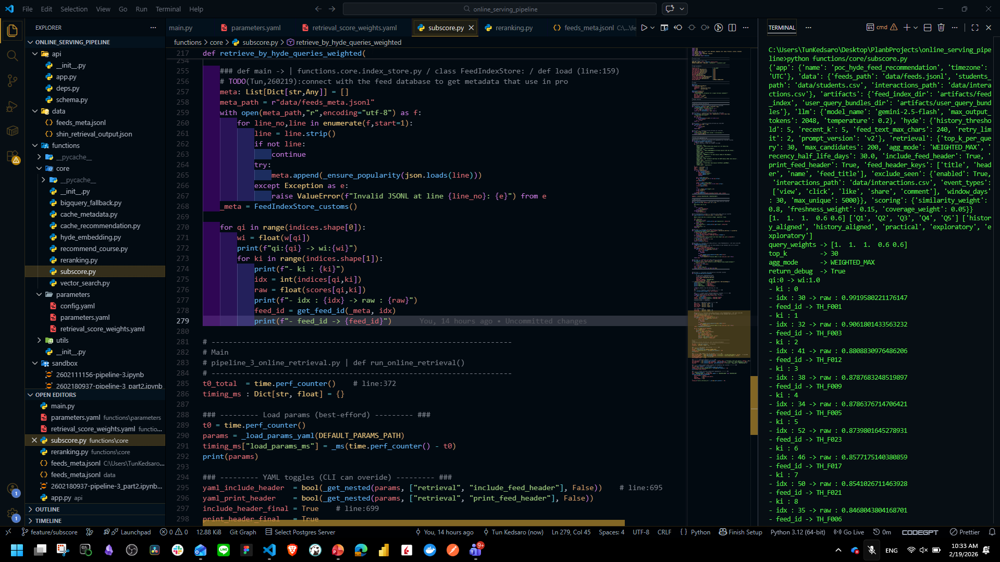 File Edit Selection View Go Run Terminal Help
online_serving_pipeline
EXPLORER
ONLINE_SERVING_PIPELINE
api
__init__.py
app.py
deps.py
schema.py
data
feeds_meta.jsonl
shin_retrieval_output.json
functions
__pycache__
core
__pycache__
__init__.py
bigquery_fallback.py
cache_metadata.py
cache_recommendation.py
hyde_embedding.py
recommend_course.py
reranking.py
subscore.py
vector_search.py
parameters
config.yaml
parameters.yaml
retrieval_score_weights.yaml
utils
__init__.py
sandbox
2602111156-pipeline-3.ipynb
2602180937-pipeline-3_part2.ipynb
OPEN EDITORS
main.py
parameters.yaml functions\parameters
retrieval_score_weights.yaml functio...
subscore.py functions\core
reranking.py functions\core
feeds_meta.jsonl C:\Users\TunKedsaro...
feeds_meta.jsonl data
2602180937-pipeline-3_part2.ipynb...
app.py api
OUTLINE
TIMELINE
main.py parameters.yaml retrieval_score_weights.yaml subscore.py reranking.py feeds_meta.jsonl C:\...\fe
functions > core > subscore.py > retrieve_by_hyde_queries_weighted
217 def retrieve_by_hyde_queries_weighted(
254
255 ### def main -> | functions.core.index_store.py / class FeedIndexStore: / def load (line:159)
256 # TODO(Tun,260219):connect with the feed database to get metadata that use in pro
257 meta: List[Dict[str,Any]] = []
258 meta_path = r"data/feeds_meta.jsonl"
259 with open(meta_path,"r",encoding="utf-8") as f:
260 for line_no,line in enumerate(f,start=1):
261 line = line.strip()
262 if not line:
263 continue
264 try:
265 meta.append(_ensure_popularity(json.loads(line)))
266 except Exception as e:
267 raise ValueError(f"Invalid JSONL at line {line_no}: {e}") from e
268 _meta = FeedIndexStore_customs()
269
270 for qi in range(indices.shape[0]):
271 wi = float(w[qi])
272 print(f"qi:{qi} -> wi:{wi}")
273 for ki in range(indices.shape[1]):
274 print(f"- ki : {ki}")
275 idx = int(indices[qi,ki])
276 raw = float(scores[qi,ki])
277 print(f"- idx : {idx} -> raw : {raw}")
278 feed_id = get_feed_id(_meta, idx)
279 print(f"- feed_id -> {feed_id}") You, 14 hours ago • Uncommitted changes
280
281 # ----------------------------------------------------------------------
282 # Main
283 # pipeline_3_online_retrieval.py | def run_online_retrieval()
284 # ----------------------------------------------------------------------
285 t0_total = time.perf_counter() # line:372
286 timing_ms : Dict[str, float] = {}
287
288 ### --------- Load params (best-efford) --------- ###
289 t0 = time.perf_counter()
290 params = _load_params_yaml(DEFAULT_PARAMS_PATH)
291 timing_ms["load_params_ms"] = _ms(time.perf_counter() - t0)
292 print(params)
293
294 ### --------- YAML toggles (CLI can overide) --------- ###
295 yaml_include_header = bool(_get_nested(params, ["retrieval", "include_feed_header"], False)) # line:695
296 yaml_print_header = bool(_get_nested(params, ["retrieval", "print_feed_header"], False))
297 include_header_final = True # line:699
298 print_header_final = True
TERMINAL
cmd
C:\Users\TunKedsaro\Desktop\PlanbProjects\online_serving_pipe
line>python functions/core/subscore.py
{'app': {'name': 'poc_hyde_feed_recommendation', 'timezone':
'UTC'}, 'data': {'feeds_path': 'data/feeds.jsonl', 'students_
path': 'data/students.csv', 'interactions_path': 'data/intera
ctions.csv'}, 'artifacts': {'feed_index_dir': 'artifacts/feed
_index', 'user_query_bundles_dir': 'artifacts/user_query_bund
les'}, 'llm': {'model_name': 'gemini-2.5-flash', 'max_output_
tokens': 2048, 'temperature': 0.2}, 'hyde': {'history_thresho
ld': 5, 'recent_k': 5, 'feed_text_max_chars': 240, 'retry_lim
it': 2, 'prompt_version': 'v2'}, 'retrieval': {'top_k_per_que
ry': 30, 'max_candidates': 200, 'agg_mode': 'WEIGHTED_MAX', '
recency_half_life_days': 30.0, 'include_feed_header': True, '
print_feed_header': True, 'feed_header_keys': ['title', 'head
er', 'name', 'feed_title'], 'exclude_seen': {'enabled': True,
'interactions_path': 'data/interactions.csv', 'event_types':
['view', 'click', 'like', 'share', 'comment'], 'window_days'
: 30, 'max_unique': 5000}}, 'scoring': {'similarity_weight':
0.8, 'freshness_weight': 0.15, 'coverage_weight': 0.05}}
[1. 1. 1. 0.6 0.6] ['Q1', 'Q2', 'Q3', 'Q4', 'Q5'] ['histor
y_aligned', 'history_aligned', 'practical', 'exploratory', 'e
xploratory']
query_weights -> [1. 1. 1. 0.6 0.6]
top_k -> 30
agg_mode -> WEIGHTED_MAX
return_debug -> True
qi:0 -> wi:1.0
- ki : 0
- idx : 30 -> raw : 0.9919580221176147
- feed_id -> TH_F001
- ki : 1
- idx : 32 -> raw : 0.9061801433563232
- feed_id -> TH_F003
- ki : 2
- idx : 41 -> raw : 0.8808830976486206
- feed_id -> TH_F012
- ki : 3
- idx : 38 -> raw : 0.8787683248519897
- feed_id -> TH_F009
- ki : 4
- idx : 34 -> raw : 0.8786376714706421
- feed_id -> TH_F005
- ki : 5
- idx : 52 -> raw : 0.8739801645278931
- feed_id -> TH_F023
- ki : 6
- idx : 46 -> raw : 0.8577175140380859
- feed_id -> TH_F017
- ki : 7
- idx : 50 -> raw : 0.8541026711463928
- feed_id -> TH_F021
- ki : 8
- idx : 35 -> raw : 0.8468043804168701
- feed_id -> TH_F006
feature/subscore Launchpad 0 0 12.88 KiB Git Graph Select Postgres Server You, 14 hours ago Tun Kedsaro (now) Ln 279, Col 45 Spaces: 4 UTF-8 CRLF { } Python Finish Setup Python 3.12 (64-bit) Go Live 0m CODEGPT Prettier
1
1
9+
ENG
10:33 AM
2/19/2026